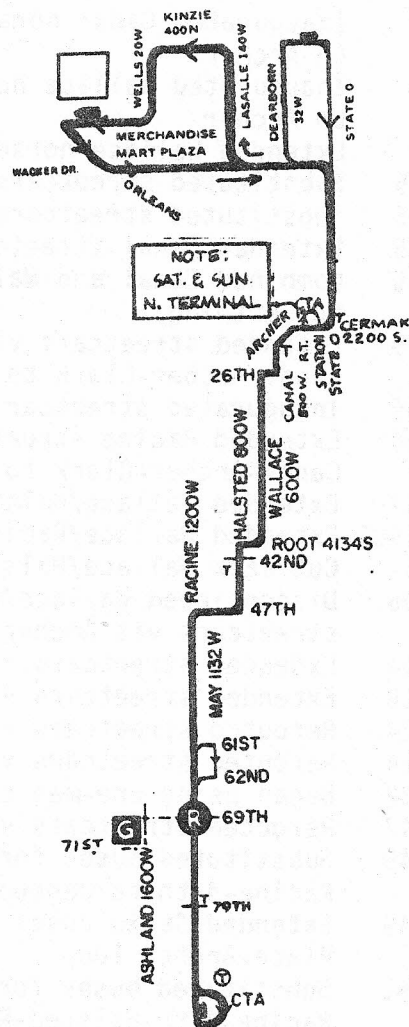 KINZIE
400N
WELLS 20W
LASALLE 140W
DEARBORN
32W
STATE 0
MERCHANDISE
MART PLAZA
WACKER DR.
ORLEANS
NOTE:
SAT. & SUN
N. TERMINAL
ARCHER
CTA
T
CERMAK
2200 S.
T
CANAL
500 W.
R.T.
STATION
STATE
26TH
HALSTED 800W
WALLACE
600W
RACINE 1200W
ROOT 4134S
T
42ND
47TH
MAY 1132 W
61ST
62ND
G
R
69TH
71ST
ASHLAND 1600W
T
79TH
T
CTA